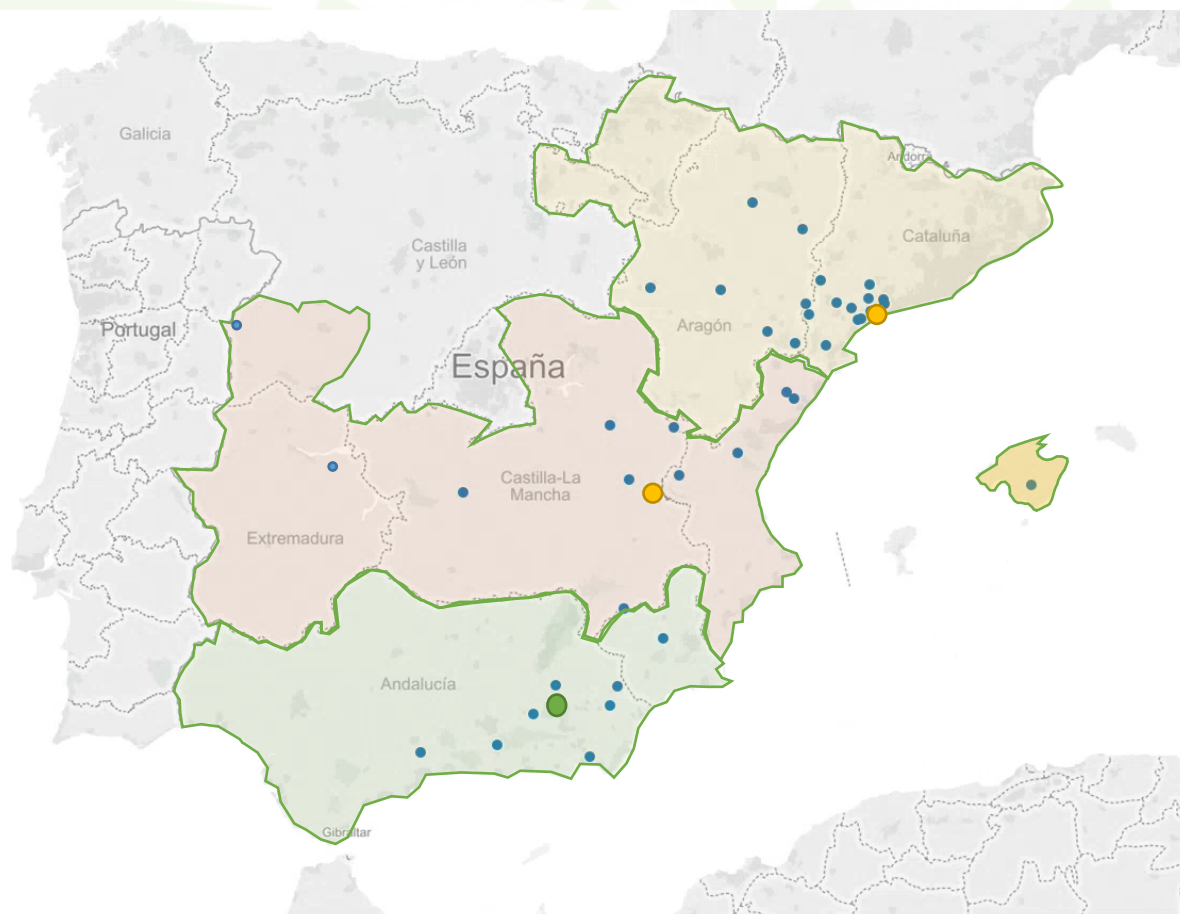 Galicia
Andorra
Cataluña
Castilla
y León
Portugal
Aragón
España
Castilla-La
Mancha
Extremadura
Andalucía
Gibraltar